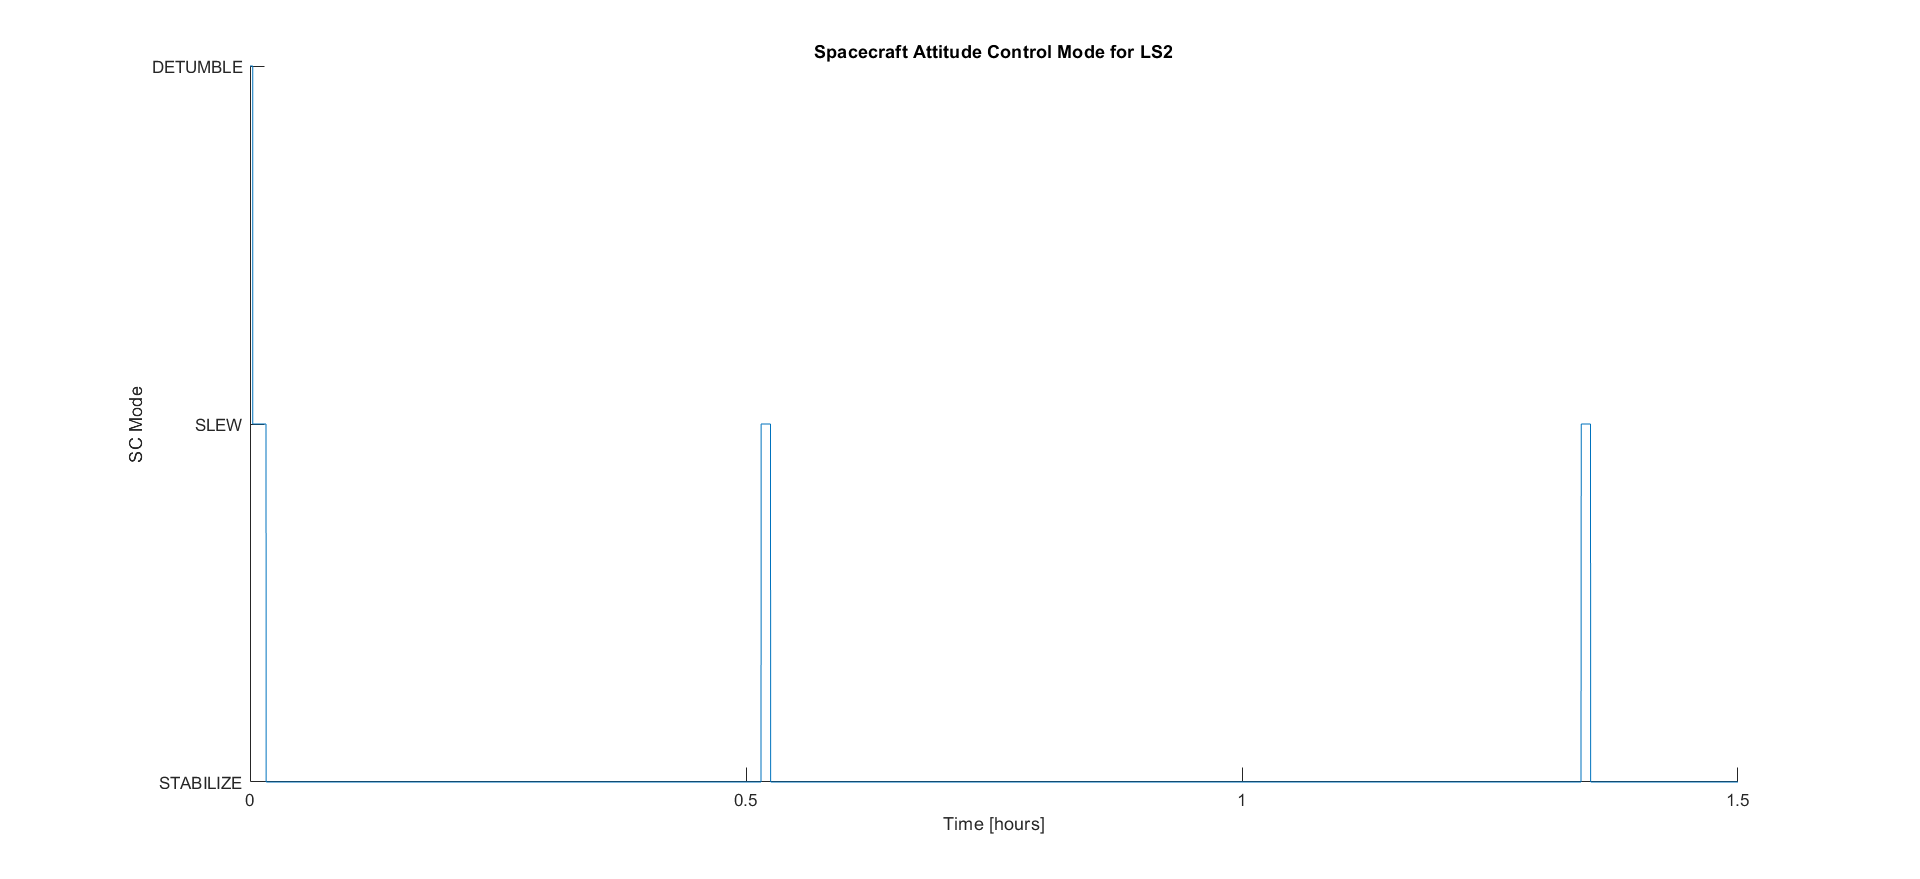 Spacecraft Attitude Control Mode for LS2
DETUMBLE
SLEW
STABILIZE
SC Mode
0
0.5
1
1.5
Time [hours]